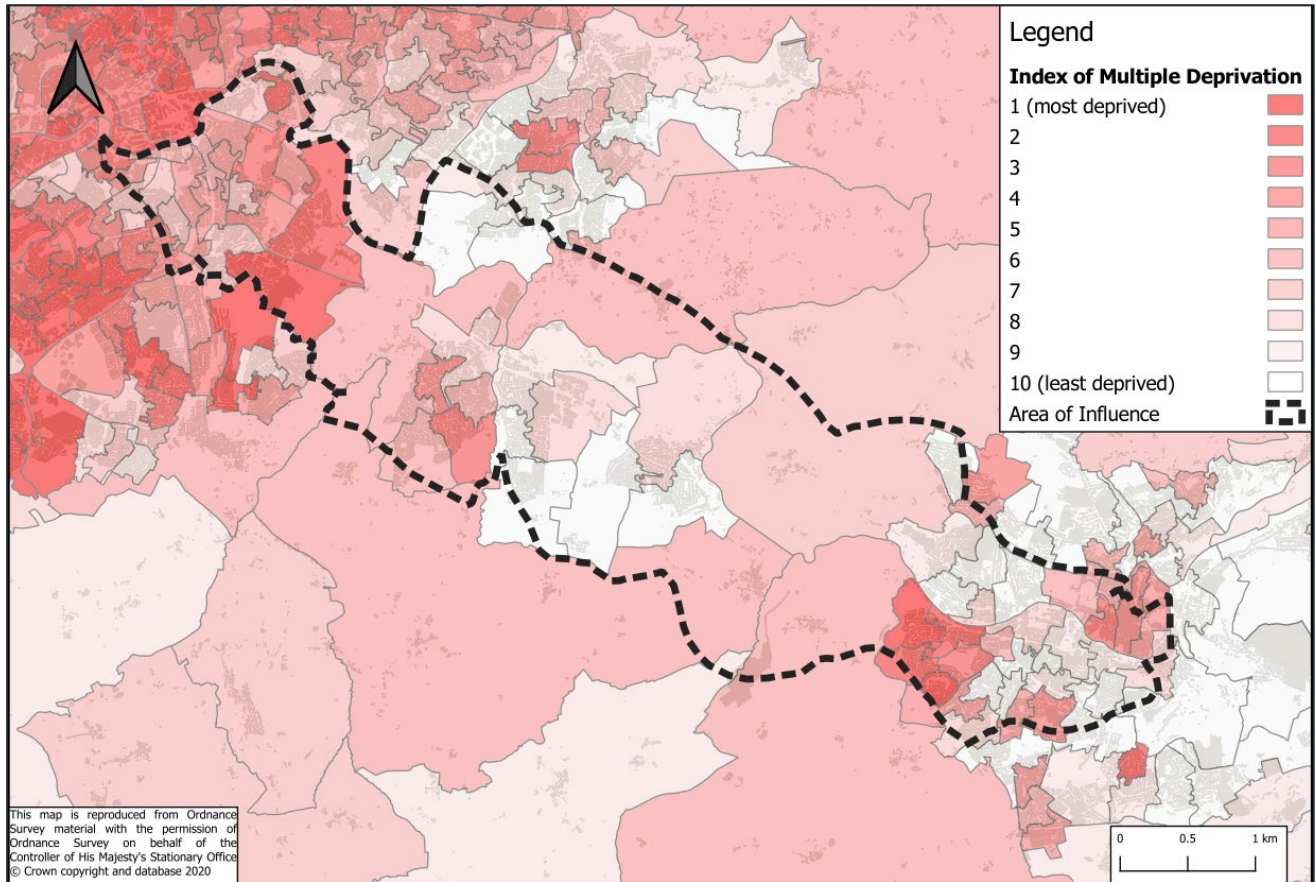 Legend
Index of Multiple Deprivation
1 (most deprived)
2
3
4
5
6
7
8
9
10 (least deprived)
Area of Influence
This map is reproduced from Ordnance
Survey material with the permission of
Ordnance Survey on behalf of the
Controller of His Majesty's Stationary Office
© Crown copyright and database 2020
0 0.5 1 km